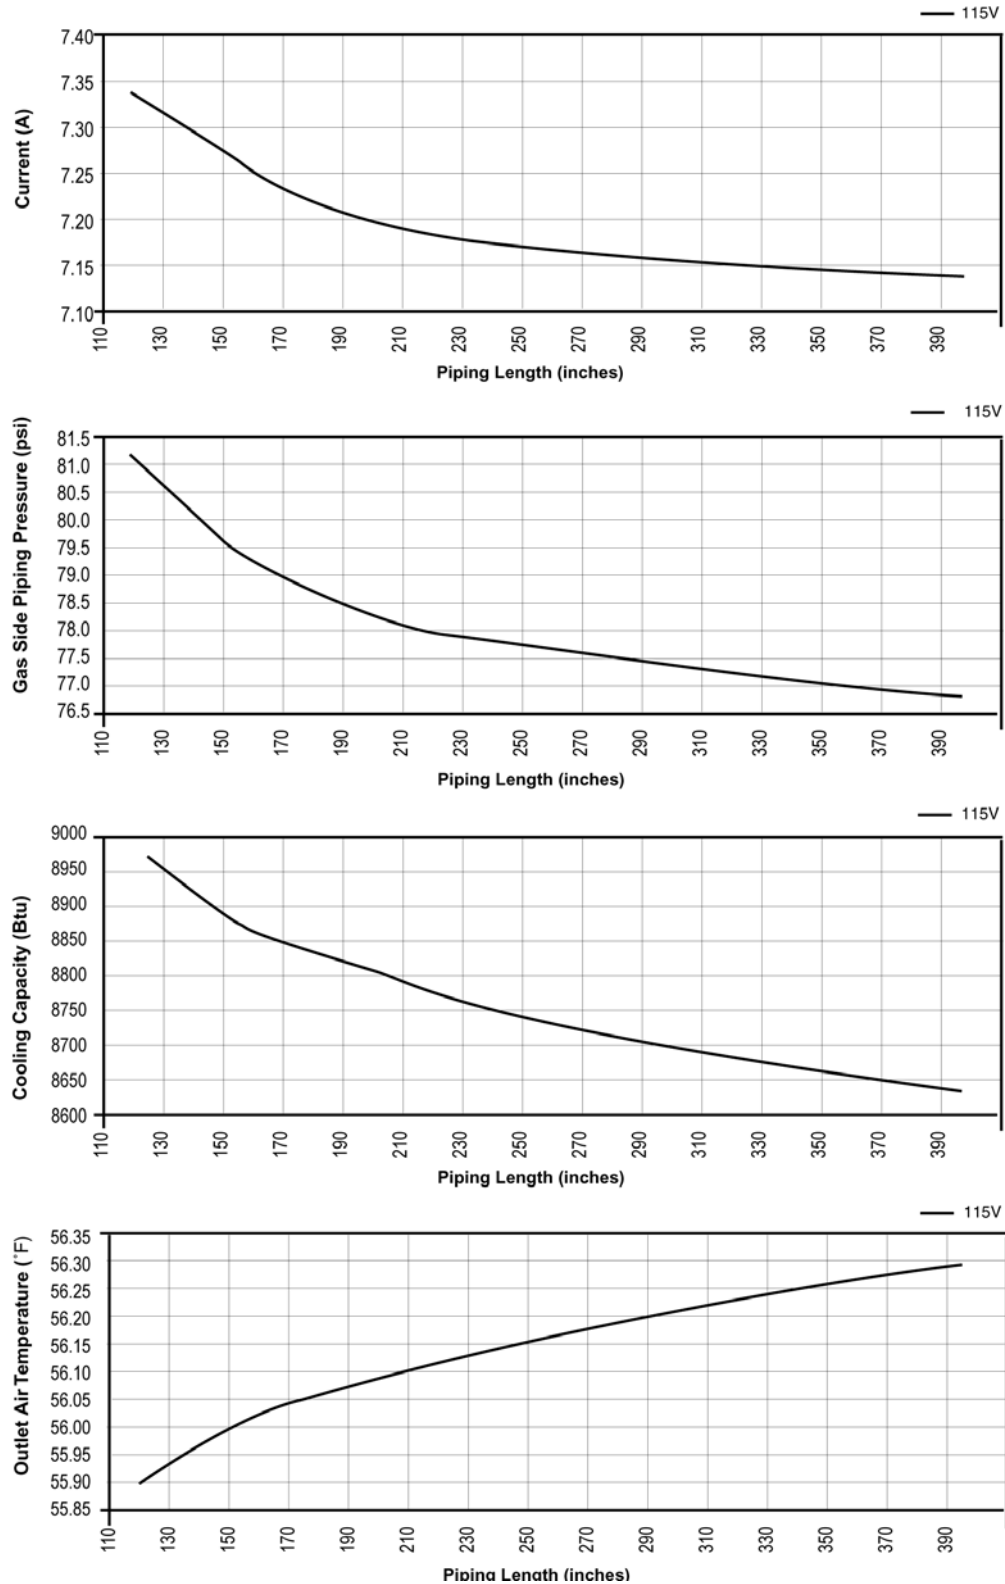 115V
7.40
7.35
7.30
7.25
7.20
7.15
7.10
Current (A)
110 130 150 170 190 210 230 250 270 290 310 330 350 370 390
Piping Length (inches)
115V
81.5
81.0
80.5
80.0
79.5
79.0
78.5
78.0
77.5
77.0
76.5
Gas Side Piping Pressure (psi)
110 130 150 170 190 210 230 250 270 290 310 330 350 370 390
Piping Length (inches)
115V
9000
8950
8900
8850
8800
8750
8700
8650
8600
Cooling Capacity (Btu)
110 130 150 170 190 210 230 250 270 290 310 330 350 370 390
Piping Length (inches)
115V
56.35
56.30
56.25
56.20
56.15
56.10
56.05
56.00
55.95
55.90
55.85
Outlet Air Temperature (˚F)
110 130 150 170 190 210 230 250 270 290 310 330 350 370 390
Piping Length (inches)